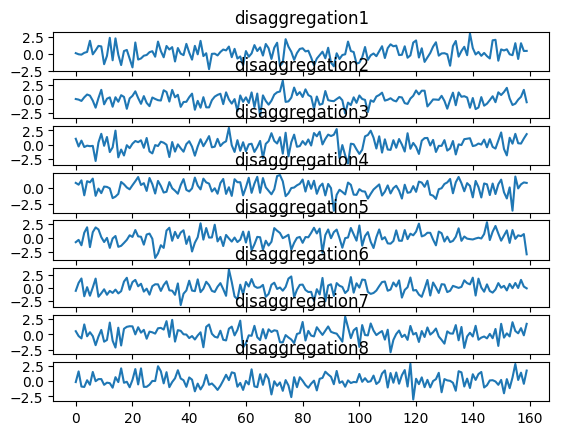 disaggregation1
2.5
0.0
−2.5
disaggregation2
2.5
0.0
disaggregation3
2.5
0.0
−2.5
disaggregation4
0.0
−2.5
disaggregation5
2.5
0.0
−2.5
disaggregation6
2.5
0.0
−2.5
disaggregation7
2.5
0.0
−2.5
disaggregation8
2.5
0.0
−2.5
0 20 40 60 80 100 120 140 160